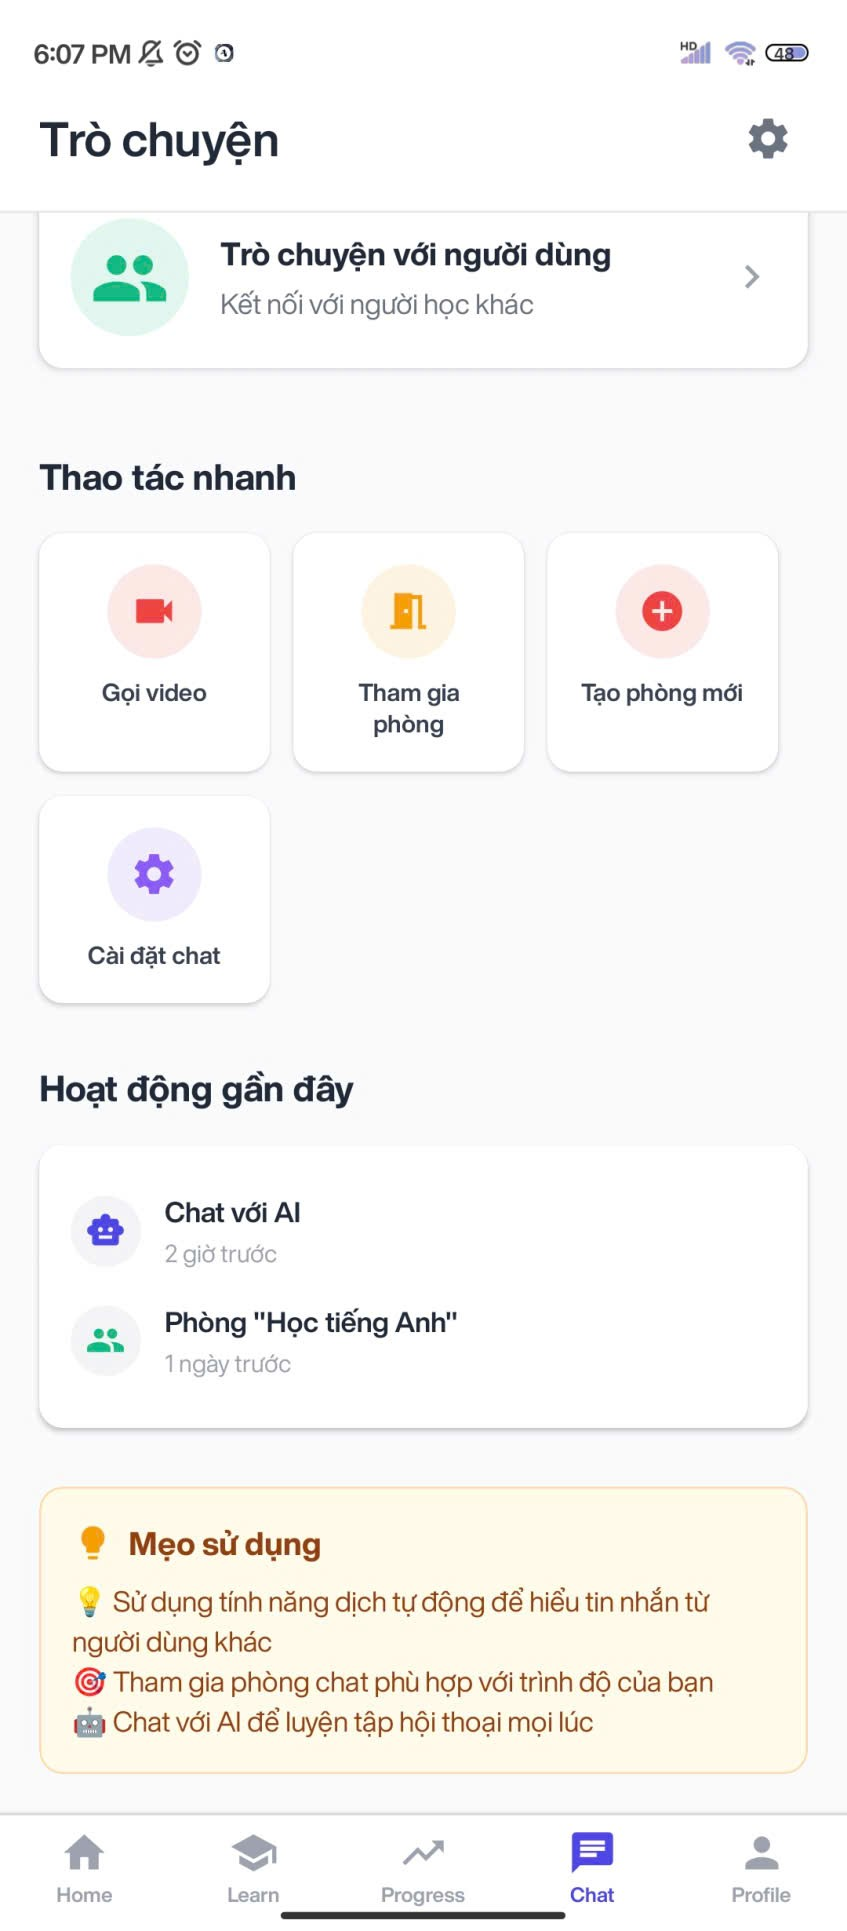 6:07 PM
HD
48
Trò chuyện
Trò chuyện với người dùng
Kết nối với người học khác
Thao tác nhanh
Gọi video
Tham gia
phòng
Tạo phòng mới
Cài đặt chat
Hoạt động gần đây
Chat với AI
2 giờ trước
Phòng "Học tiếng Anh"
1 ngày trước
Mẹo sử dụng
💡 Sử dụng tính năng dịch tự động để hiểu tin nhắn từ
người dùng khác
🎯 Tham gia phòng chat phù hợp với trình độ của bạn
🤖 Chat với AI để luyện tập hội thoại mọi lúc
Home
Learn
Progress
Chat
Profile